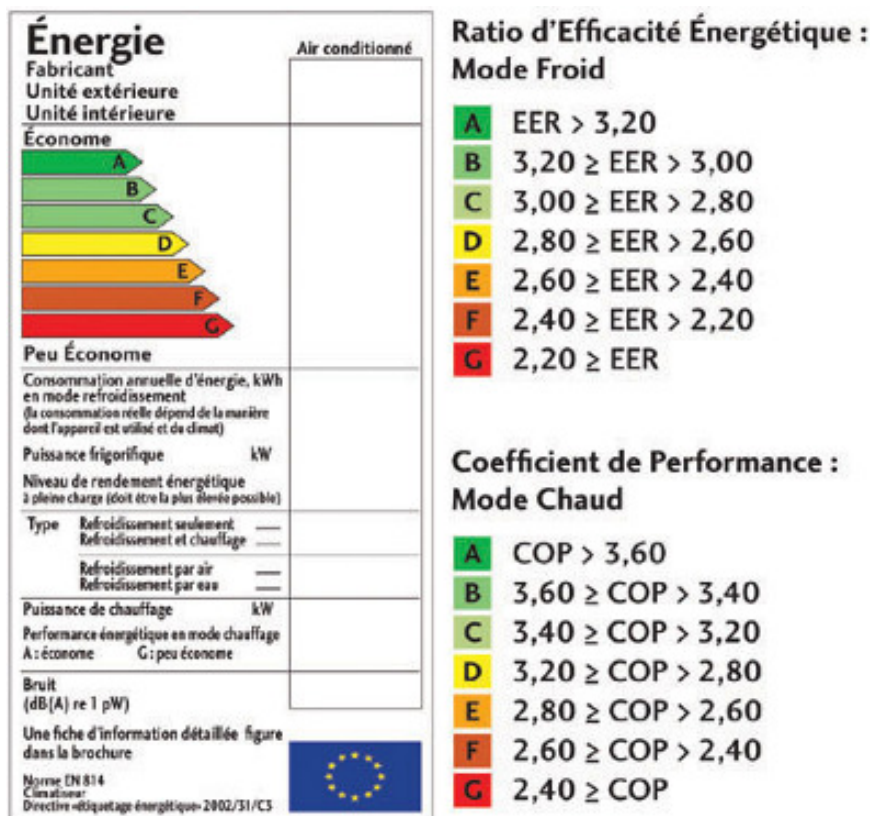 Énergie
Air conditionné
Fabricant
Unité extérieure
Unité intérieure
Économe
A
B
C
D
E
F
G
Peu Économe
Consommation annuelle d'énergie, kWh
en mode refroidissement
(la consommation réelle dépend de la manière
dont l'appareil est utilisé et du climat)
Puissance frigorifique kW
Niveau de rendement énergétique
à pleine charge (doit être la plus élevée possible)
Type Refroidissement seulement
Refroidissement et chauffage
Refroidissement par air
Refroidissement par eau
Puissance de chauffage kW
Performance énergétique en mode chauffage
A : économe G : peu économe
Bruit
(dB(A) re 1 pW)
Une fiche d'information détaillée figure
dans la brochure
Norme EN 814
Climatiseur
Directive «étiquetage énergétique» 2002/31/CS
Ratio d'Efficacité Énergétique :
Mode Froid
A EER > 3,20
B 3,20 ≥ EER > 3,00
C 3,00 ≥ EER > 2,80
D 2,80 ≥ EER > 2,60
E 2,60 ≥ EER > 2,40
F 2,40 ≥ EER > 2,20
G 2,20 ≥ EER
Coefficient de Performance :
Mode Chaud
A COP > 3,60
B 3,60 ≥ COP > 3,40
C 3,40 ≥ COP > 3,20
D 3,20 ≥ COP > 2,80
E 2,80 ≥ COP > 2,60
F 2,60 ≥ COP > 2,40
G 2,40 ≥ COP